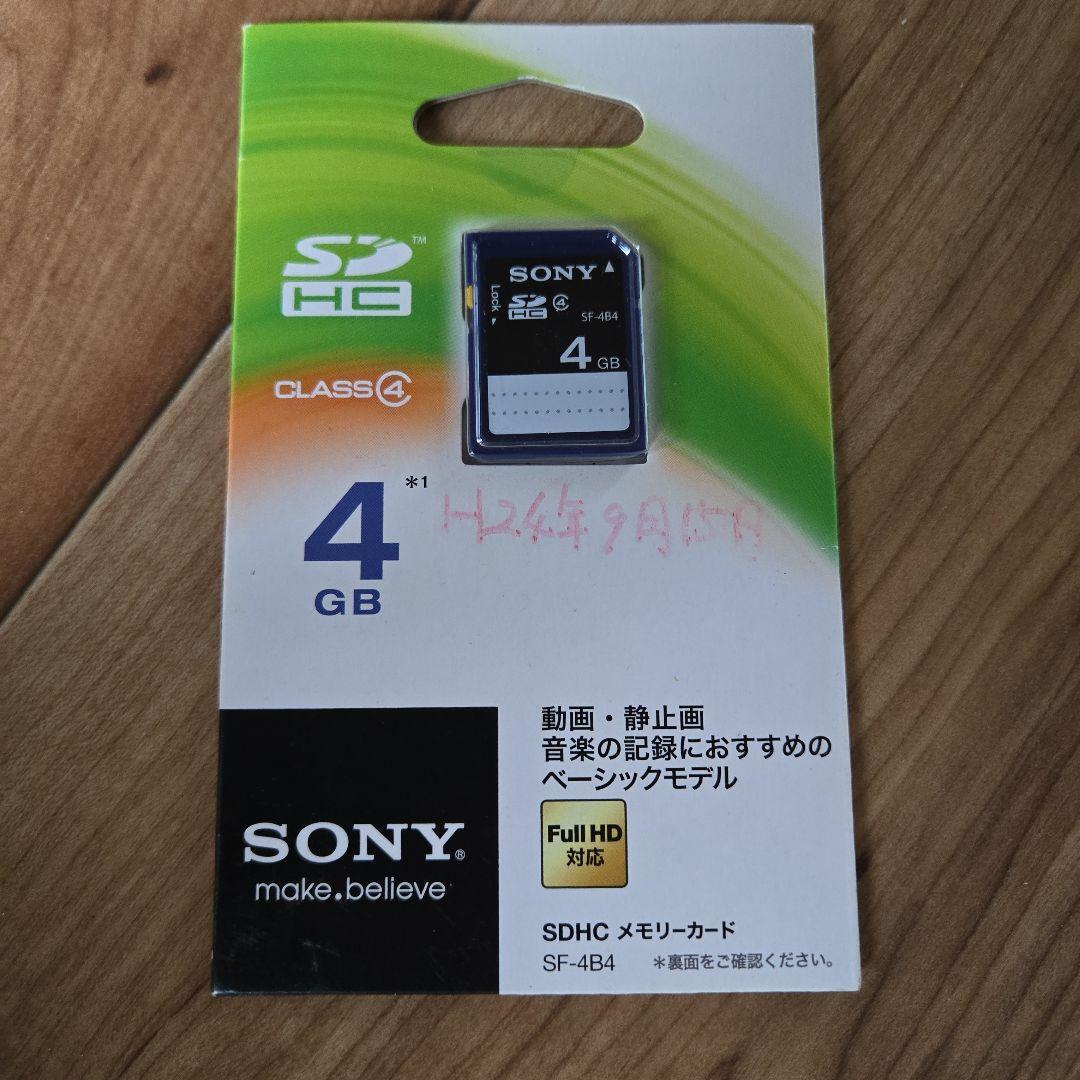 SD™
HC
SONY
Lock
SD
HC ④
SF-4B4
4 GB
CLASS④
4 *1
GB
H24年9月15日
動画・静止画
音楽の記録におすすめの
ベーシックモデル
Full HD
対応
SONY®
make.believe
SDHC メモリーカード
SF-4B4 *裏面をご確認ください。